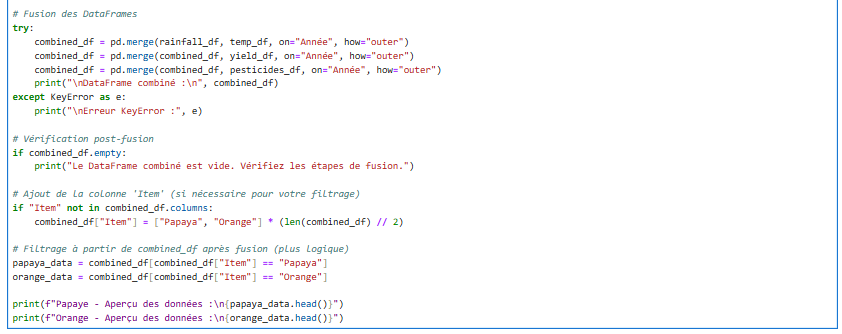 # Fusion des DataFrames
try:
    combined_df = pd.merge(rainfall_df, temp_df, on="Année", how="outer")
    combined_df = pd.merge(combined_df, yield_df, on="Année", how="outer")
    combined_df = pd.merge(combined_df, pesticides_df, on="Année", how="outer")
    print("\nDataFrame combiné :\n", combined_df)
except KeyError as e:
    print("\nErreur KeyError :", e)

# Vérification post-fusion
if combined_df.empty:
    print("Le DataFrame combiné est vide. Vérifiez les étapes de fusion.")

# Ajout de la colonne 'Item' (si nécessaire pour votre filtrage)
if "Item" not in combined_df.columns:
    combined_df["Item"] = ["Papaya", "Orange"] * (len(combined_df) // 2)

# Filtrage à partir de combined_df après fusion (plus logique)
papaya_data = combined_df[combined_df["Item"] == "Papaya"]
orange_data = combined_df[combined_df["Item"] == "Orange"]

print(f"Papaye - Aperçu des données :\n{papaya_data.head()}")
print(f"Orange - Aperçu des données :\n{orange_data.head()}")